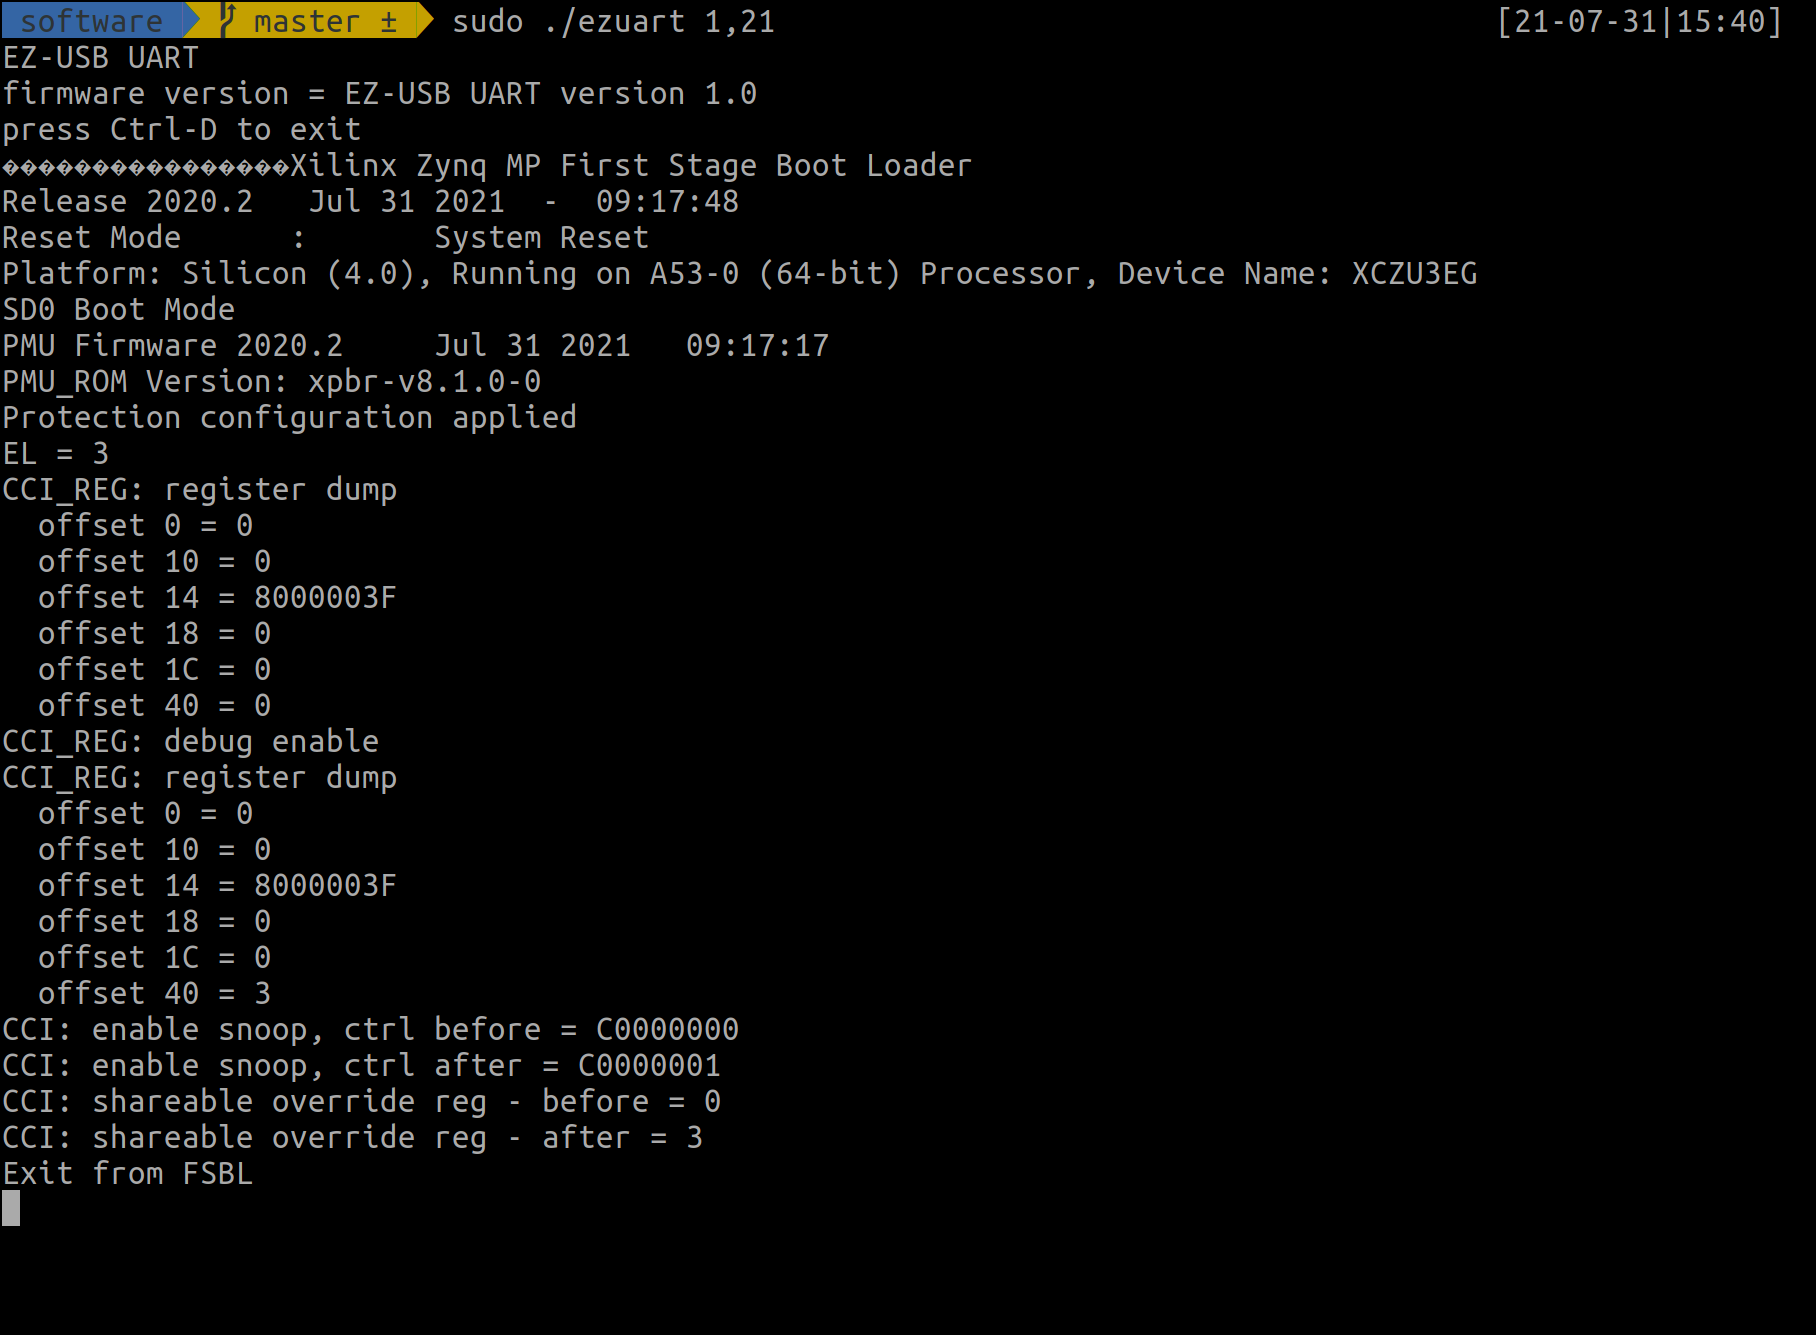 software master ± sudo ./ezuart 1,21 [21-07-31|15:40]
EZ-USB UART
firmware version = EZ-USB UART version 1.0
press Ctrl-D to exit
����������������Xilinx Zynq MP First Stage Boot Loader
Release 2020.2   Jul 31 2021  -  09:17:48
Reset Mode      :       System Reset
Platform: Silicon (4.0), Running on A53-0 (64-bit) Processor, Device Name: XCZU3EG
SD0 Boot Mode
PMU Firmware 2020.2     Jul 31 2021   09:17:17
PMU_ROM Version: xpbr-v8.1.0-0
Protection configuration applied
EL = 3
CCI_REG: register dump
  offset 0 = 0
  offset 10 = 0
  offset 14 = 8000003F
  offset 18 = 0
  offset 1C = 0
  offset 40 = 0
CCI_REG: debug enable
CCI_REG: register dump
  offset 0 = 0
  offset 10 = 0
  offset 14 = 8000003F
  offset 18 = 0
  offset 1C = 0
  offset 40 = 3
CCI: enable snoop, ctrl before = C0000000
CCI: enable snoop, ctrl after = C0000001
CCI: shareable override reg - before = 0
CCI: shareable override reg - after = 3
Exit from FSBL